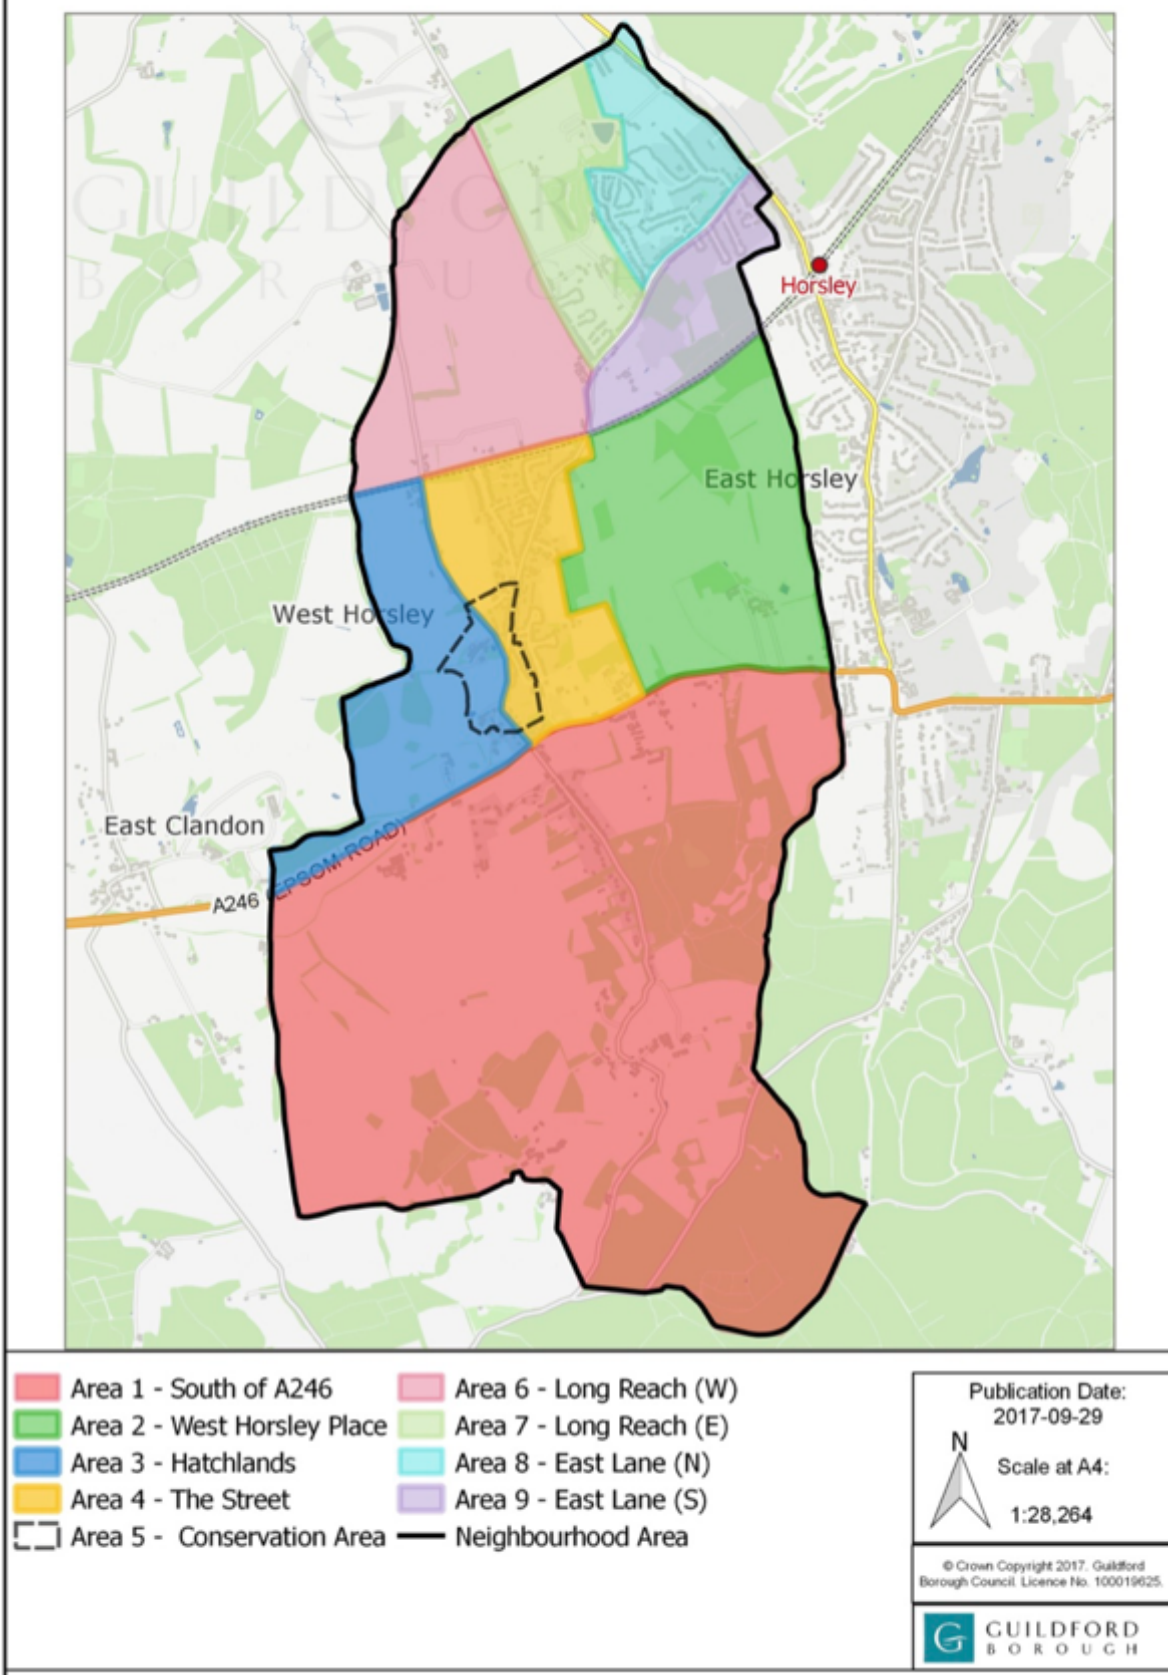 GUILDFORD
BOROUGH
Horsley
East Horsley
West Horsley
East Clandon
A246 (EPSOM ROAD)
Area 1 - South of A246
Area 2 - West Horsley Place
Area 3 - Hatchlands
Area 4 - The Street
Area 5 - Conservation Area
Area 6 - Long Reach (W)
Area 7 - Long Reach (E)
Area 8 - East Lane (N)
Area 9 - East Lane (S)
Neighbourhood Area
Publication Date:
2017-09-29
N
Scale at A4:
1:28,264
© Crown Copyright 2017. Guildford
Borough Council. Licence No. 100019625.
G
GUILDFORD
BOROUGH